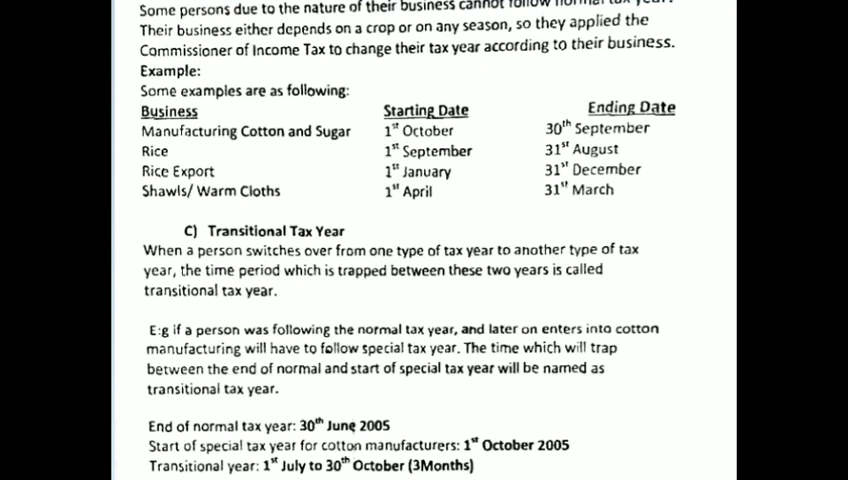 Some persons due to the nature of their business cannot follow normal tax year.
Their business either depends on a crop or on any season, so they applied the
Commissioner of Income Tax to change their tax year according to their business.
Example:
Some examples are as following:
Business Starting Date Ending Date
Manufacturing Cotton and Sugar 1st October 30th September
Rice 1st September 31st August
Rice Export 1st January 31st December
Shawls/ Warm Cloths 1st April 31st March
C) Transitional Tax Year
When a person switches over from one type of tax year to another type of tax
year, the time period which is trapped between these two years is called
transitional tax year.
E:g if a person was following the normal tax year, and later on enters into cotton
manufacturing will have to follow special tax year. The time which will trap
between the end of normal and start of special tax year will be named as
transitional tax year.
End of normal tax year: 30th June 2005
Start of special tax year for cotton manufacturers: 1st October 2005
Transitional year: 1st July to 30th October (3Months)